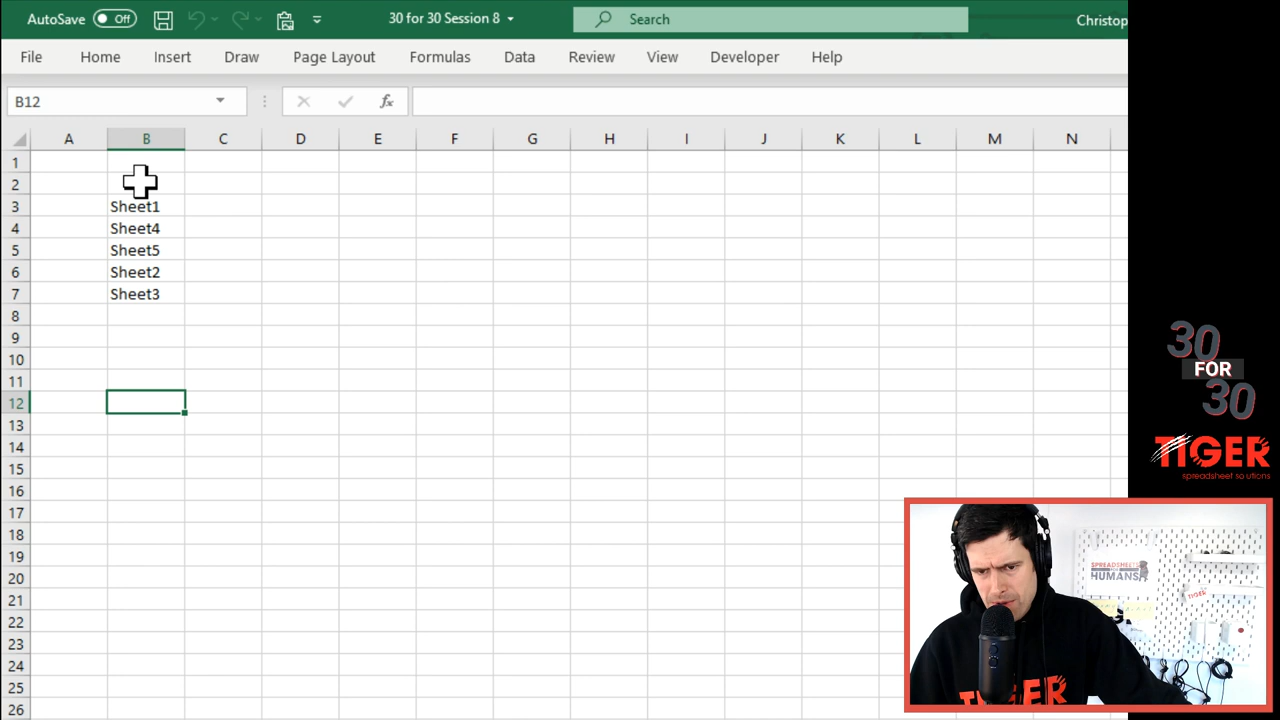 AutoSave Off 30 for 30 Session 8 Search Christop
File Home Insert Draw Page Layout Formulas Data Review View Developer Help
B12 fx
A B C D E F G H I J K L M N
1
2
3 Sheet1
4 Sheet4
5 Sheet5
6 Sheet2
7 Sheet3
8
9
10
11
12
13
14
15
16
17
18
19
20
21
22
23
24
25
26
30
FOR
30
TIGER
spreadsheet solutions
SPREADSHEETS
HUMANS
TIGER
TIGER